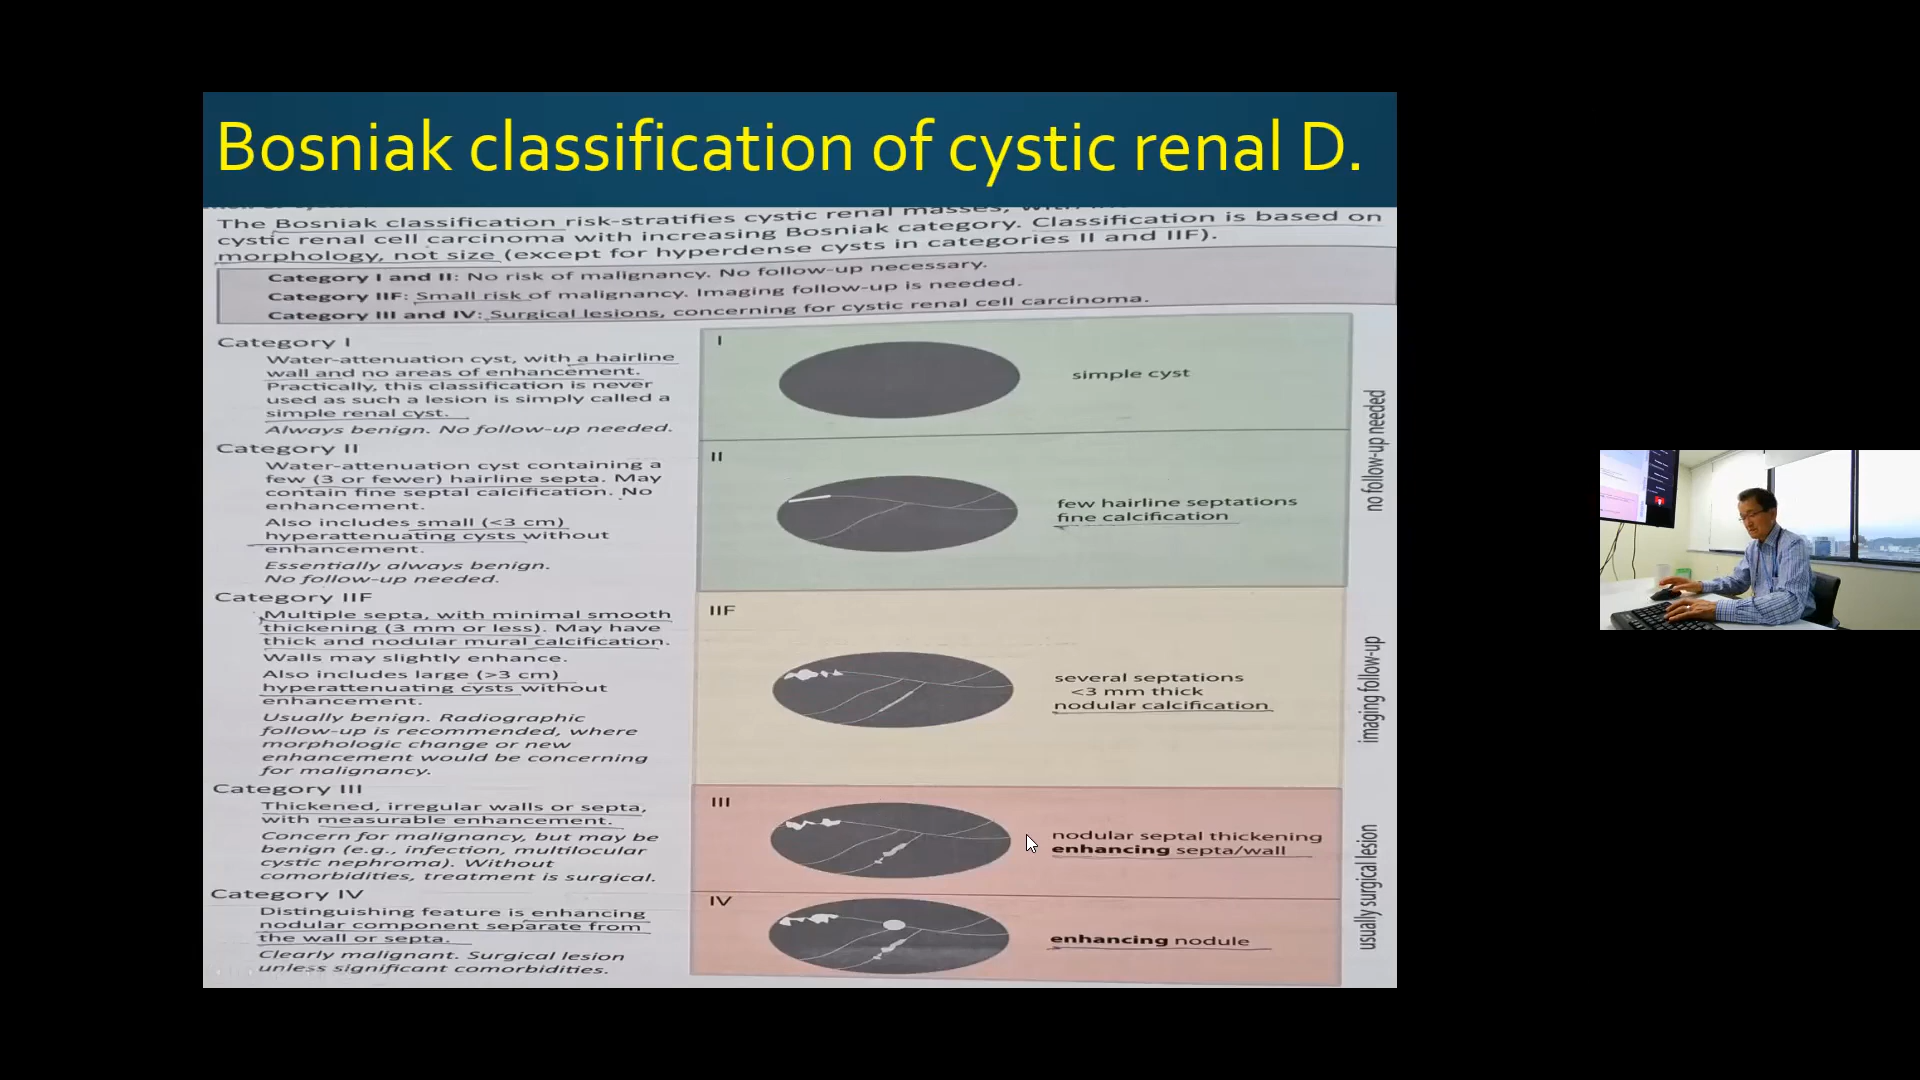 Bosniak classification of cystic renal D.
The Bosniak classification risk-stratifies cystic renal masses,
cystic renal cell carcinoma with increasing Bosniak category. Classification is based on
morphology, not size (except for hyperdense cysts in categories II and IIF).
Category I and II: No risk of malignancy. No follow-up necessary.
Category IIF: Small risk of malignancy. Imaging follow-up is needed.
Category III and IV: Surgical lesions, concerning for cystic renal cell carcinoma.
Category I
Water-attenuation cyst, with a hairline
wall and no areas of enhancement.
Practically, this classification is never
used as such a lesion is simply called a
simple renal cyst.
Always benign. No follow-up needed.
Category II
Water-attenuation cyst containing a
few (3 or fewer) hairline septa. May
contain fine septal calcification. No
enhancement.
Also includes small (<3 cm)
hyperattenuating cysts without
enhancement.
Essentially always benign.
No follow-up needed.
Category IIF
Multiple septa, with minimal smooth
thickening (3 mm or less). May have
thick and nodular mural calcification.
Walls may slightly enhance.
Also includes large (>3 cm)
hyperattenuating cysts without
enhancement.
Usually benign. Radiographic
follow-up is recommended, where
morphologic change or new
enhancement would be concerning
for malignancy.
Category III
Thickened, irregular walls or septa,
with measurable enhancement.
Concern for malignancy, but may be
benign (e.g., infection, multilocular
cystic nephroma). Without
comorbidities, treatment is surgical.
Category IV
Distinguishing feature is enhancing
nodular component separate from
the wall or septa.
Clearly malignant. Surgical lesion
unless significant comorbidities.
I
simple cyst
II
few hairline septations
fine calcification
no follow-up needed
IIF
several septations
<3 mm thick
nodular calcification
imaging follow-up
III
nodular septal thickening
enhancing septa/wall
IV
enhancing nodule
usually surgical lesion